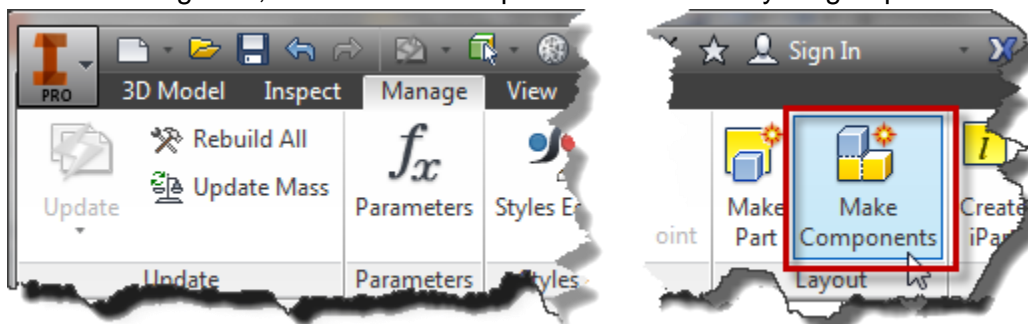 Sign In
PRO 3D Model Inspect Manage View
Rebuild All
Update Mass
Update
Parameters
Make Part
Make Components
Create
Update
Parameters
Layout